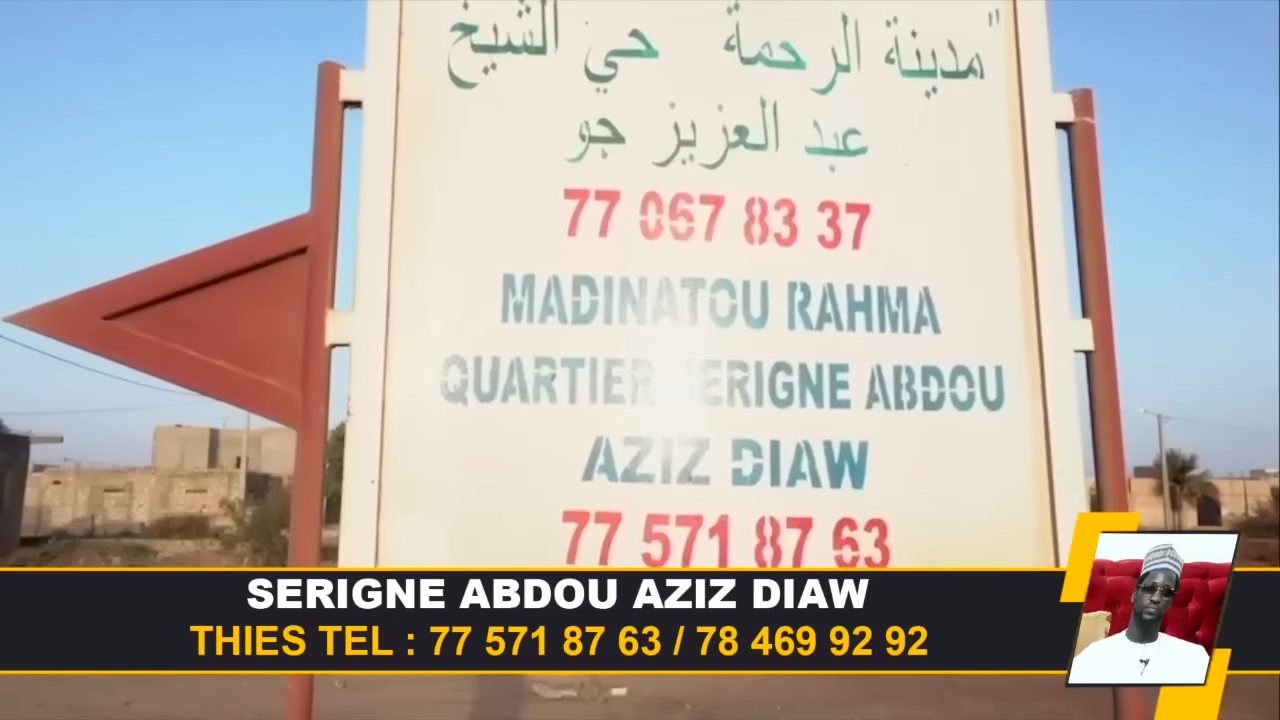 "مدينة الرحمة حي الشيخ
عبد العزيز جو
77 067 83 37
MADINATOU RAHMA
QUARTIER SERIGNE ABDOU
AZIZ DIAW
77 571 87 63
SERIGNE ABDOU AZIZ DIAW
THIES TEL : 77 571 87 63 / 78 469 92 92